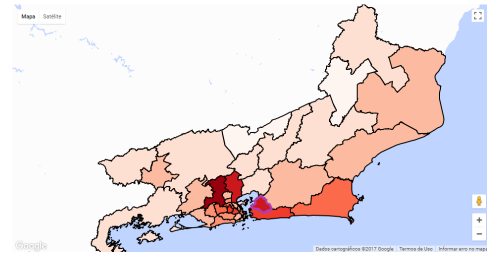 Mapa Satélite
Google
Dados cartográficos ©2017 Google Termos de Uso Informar erro no mapa